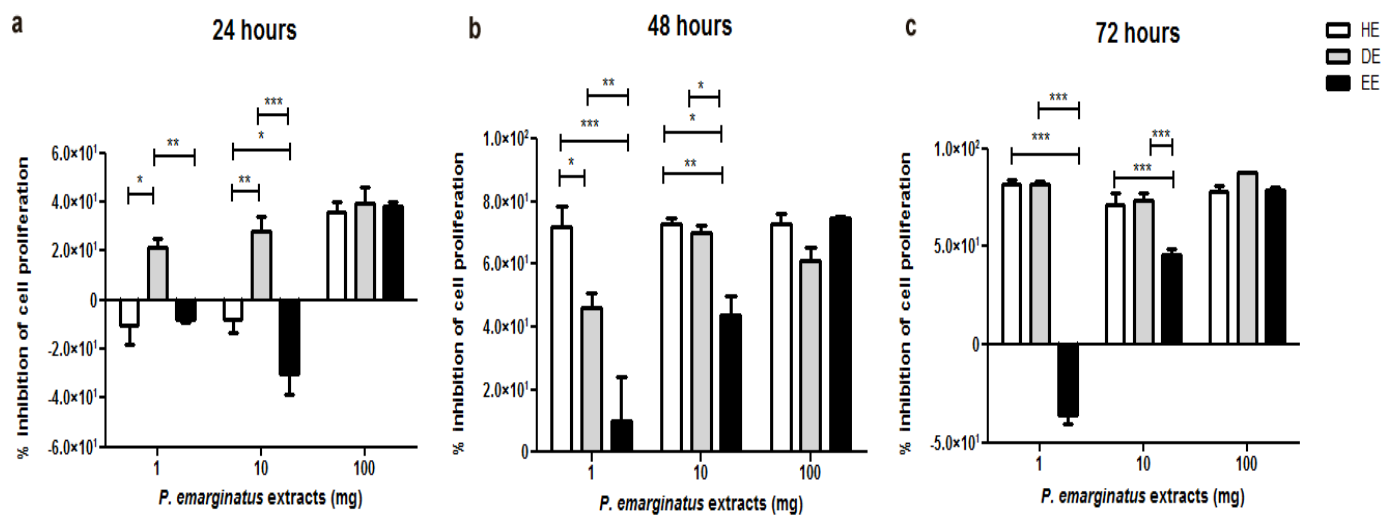 a
24 hours
% Inhibition of cell proliferation
6.0×10¹
4.0×10¹
2.0×10¹
0
-2.0×10¹
-4.0×10¹
-6.0×10¹
*
**
**
*
***
1
10
100
P. emarginatus extracts (mg)
b
48 hours
% Inhibition of cell proliferation
1.0×10²
8.0×10¹
6.0×10¹
4.0×10¹
2.0×10¹
0
**
***
*
*
*
**
1
10
100
P. emarginatus extracts (mg)
c
72 hours
% Inhibition of cell proliferation
1.0×10²
5.0×10¹
0
-5.0×10¹
***
***
***
***
1
10
100
P. emarginatus extracts (mg)
HE
DE
EE